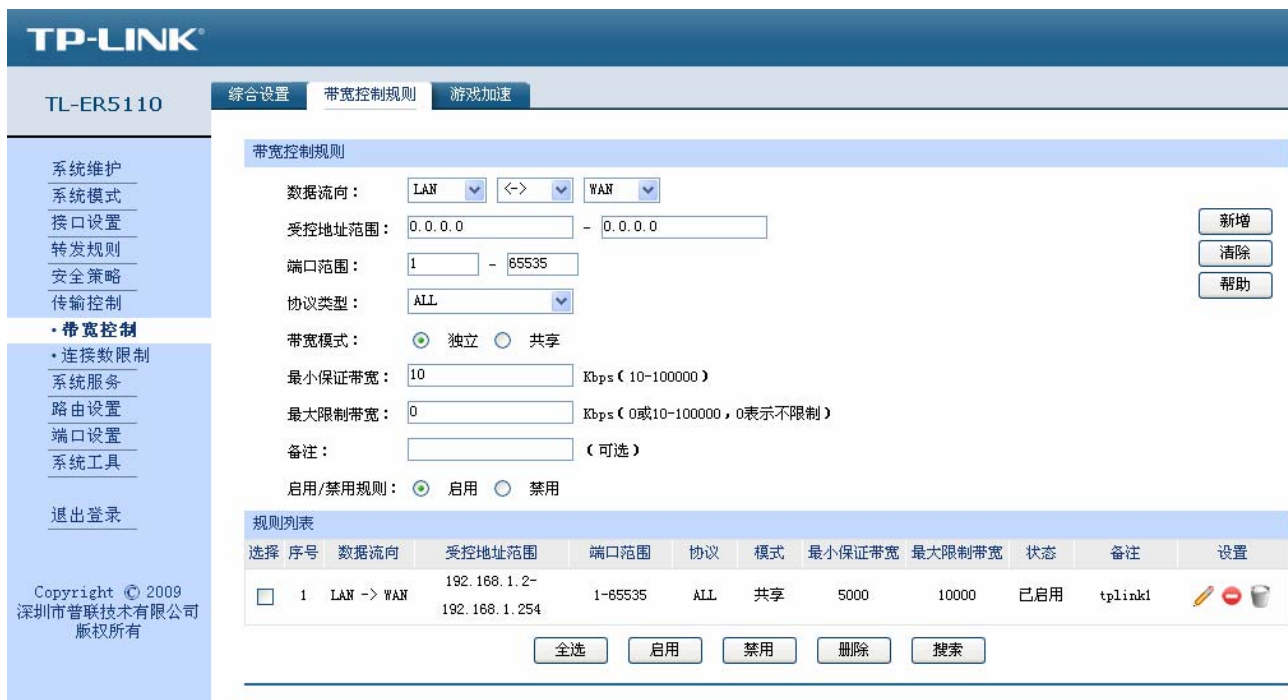 TP-LINK®
TL-ER5110
综合设置 带宽控制规则 游戏加速
系统维护
系统模式
接口设置
转发规则
安全策略
传输控制
·带宽控制
·连接数限制
系统服务
路由设置
端口设置
系统工具
退出登录
Copyright © 2009
深圳市普联技术有限公司
版权所有
带宽控制规则
数据流向: LAN <-> WAN
受控地址范围: 0.0.0.0 - 0.0.0.0
端口范围: 1 - 65535
协议类型: ALL
带宽模式: 独立 共享
最小保证带宽: 10 Kbps(10-100000)
最大限制带宽: 0 Kbps(0或10-100000,0表示不限制)
备注: (可选)
启用/禁用规则: 启用 禁用
新增
清除
帮助
规则列表
选择 序号 数据流向 受控地址范围 端口范围 协议 模式 最小保证带宽 最大限制带宽 状态 备注 设置
1 LAN -> WAN 192.168.1.2- 1-65535 ALL 共享 5000 10000 已启用 tplink1
192.168.1.254
全选 启用 禁用 删除 搜索